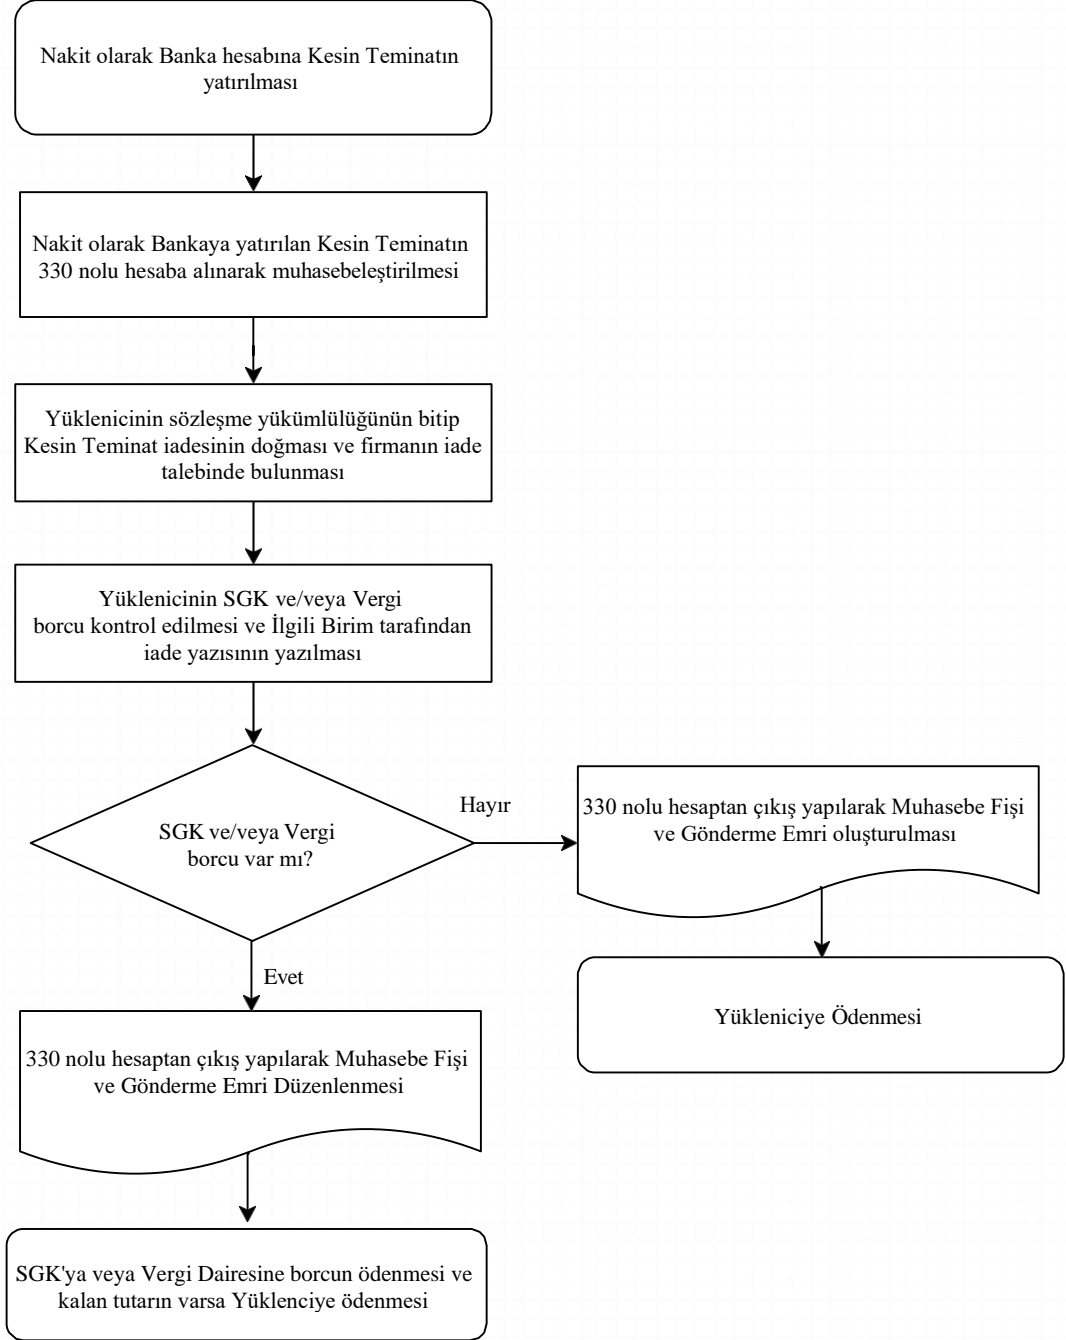 Nakit olarak Banka hesabına Kesin Teminatın
yatırılması
Nakit olarak Bankaya yatırılan Kesin Teminatın
330 nolu hesaba alınarak muhasebeleştirilmesi
Yüklenicinin sözleşme yükümlülüğünün bitip
Kesin Teminat iadesinin doğması ve firmanın iade
talebinde bulunması
Yüklenicinin SGK ve/veya Vergi
borcu kontrol edilmesi ve İlgili Birim tarafından
iade yazısının yazılması
SGK ve/veya Vergi
borcu var mı?
Hayır
330 nolu hesaptan çıkış yapılarak Muhasebe Fişi
ve Gönderme Emri oluşturulması
Yükleniciye Ödenmesi
Evet
330 nolu hesaptan çıkış yapılarak Muhasebe Fişi
ve Gönderme Emri Düzenlenmesi
SGK'ya veya Vergi Dairesine borcun ödenmesi ve
kalan tutarın varsa Yüklenciye ödenmesi